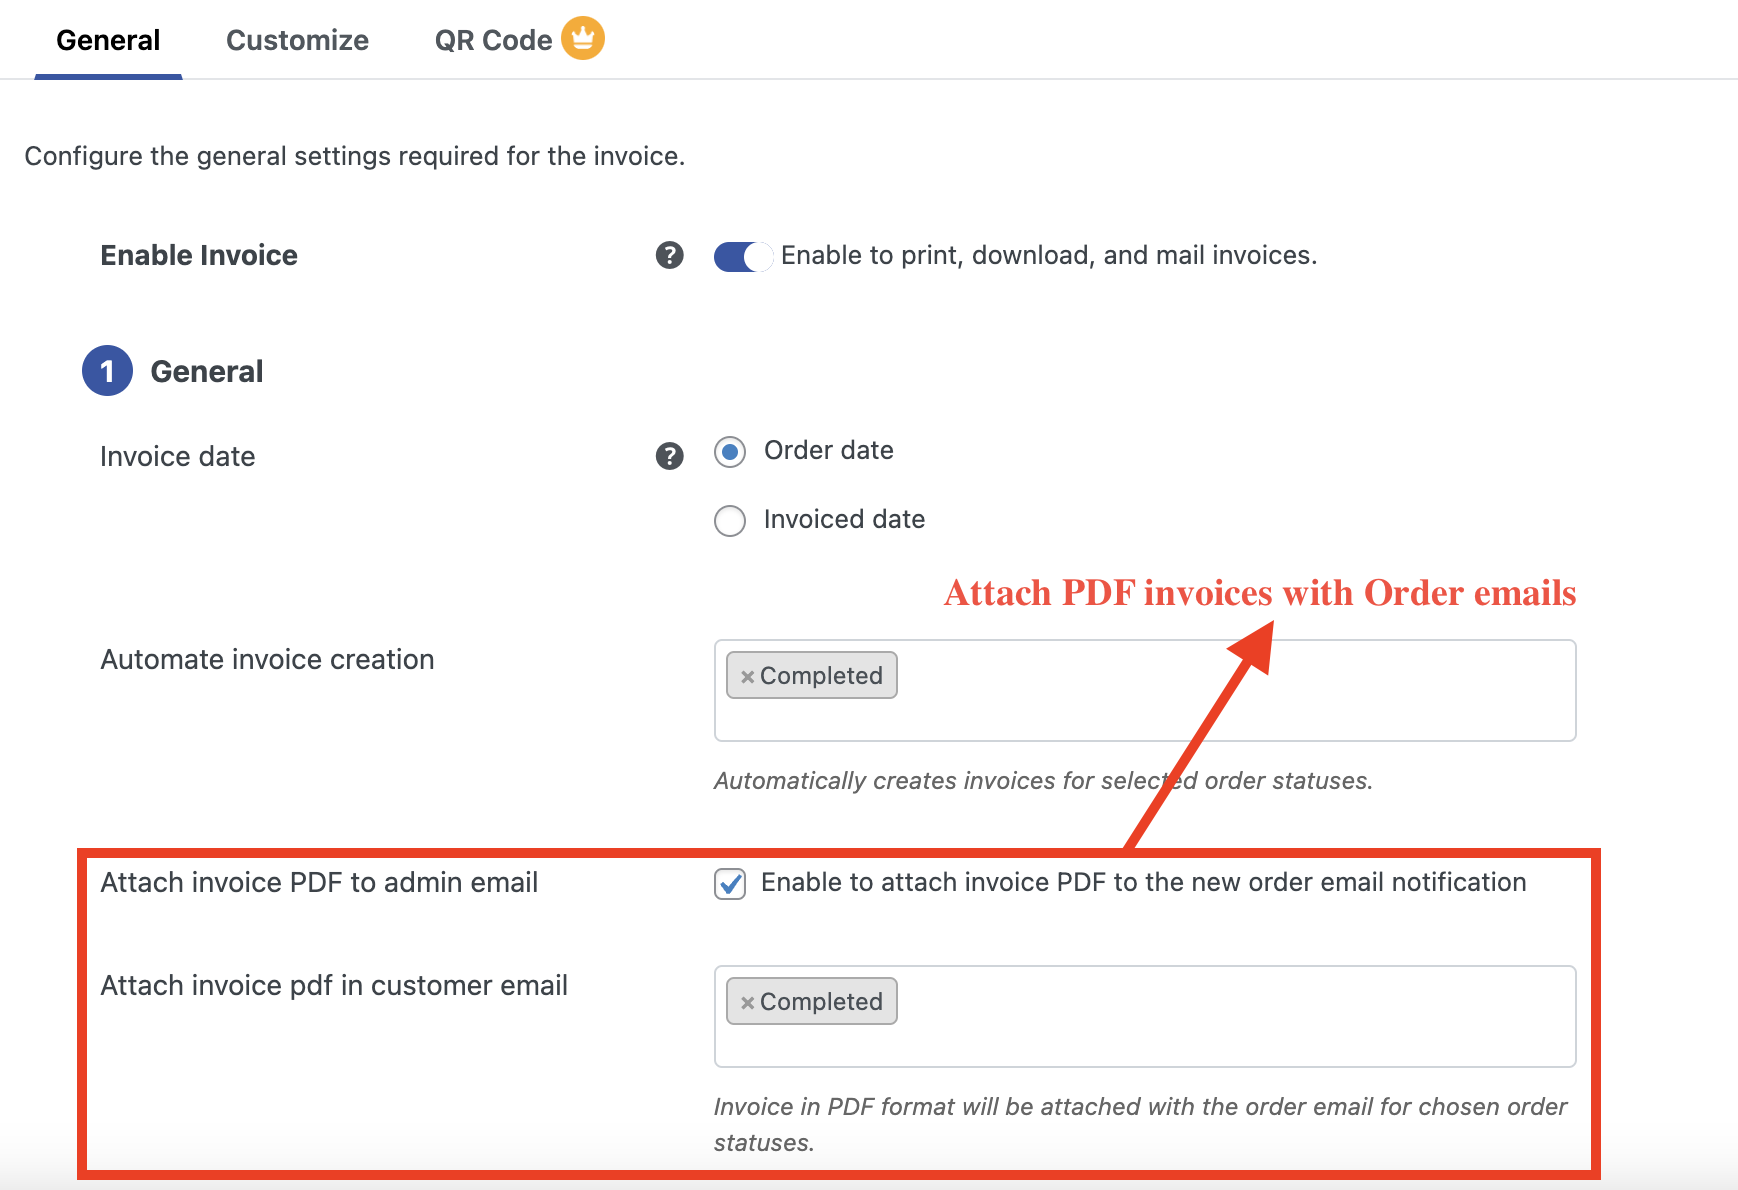 General Customize QR Code
Configure the general settings required for the invoice.
Enable Invoice ? Enable to print, download, and mail invoices.
1 General
Invoice date ? Order date
Invoiced date
Attach PDF invoices with Order emails
Automate invoice creation × Completed
Automatically creates invoices for selected order statuses.
Attach invoice PDF to admin email Enable to attach invoice PDF to the new order email notification
Attach invoice pdf in customer email × Completed
Invoice in PDF format will be attached with the order email for chosen order
statuses.